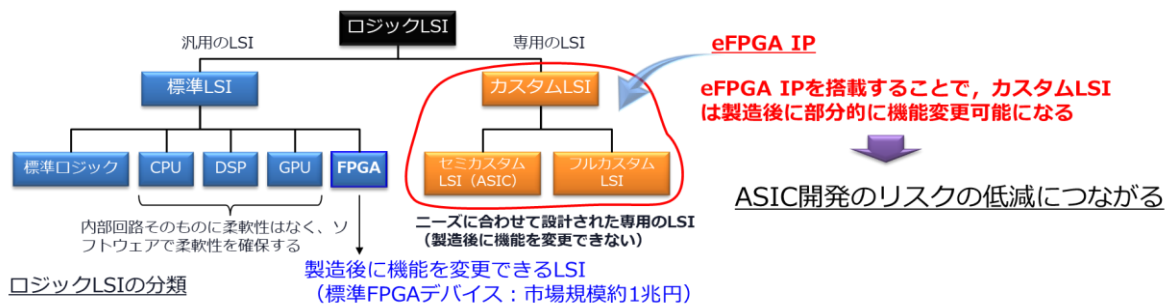 ロジックLSI
汎用のLSI
専用のLSI
標準LSI
カスタムLSI
標準ロジック
CPU
DSP
GPU
FPGA
セミカスタム
LSI(ASIC)
フルカスタム
LSI
内部回路そのものに柔軟性はなく、ソ
フトウェアで柔軟性を確保する
ニーズに合わせて設計された専用のLSI
(製造後に機能を変更できない)
製造後に機能を変更できるLSI
(標準FPGAデバイス:市場規模約1兆円)
ロジックLSIの分類
eFPGA IP
eFPGA IPを搭載することで,カスタムLSI
は製造後に部分的に機能変更可能になる
ASIC開発のリスクの低減につながる